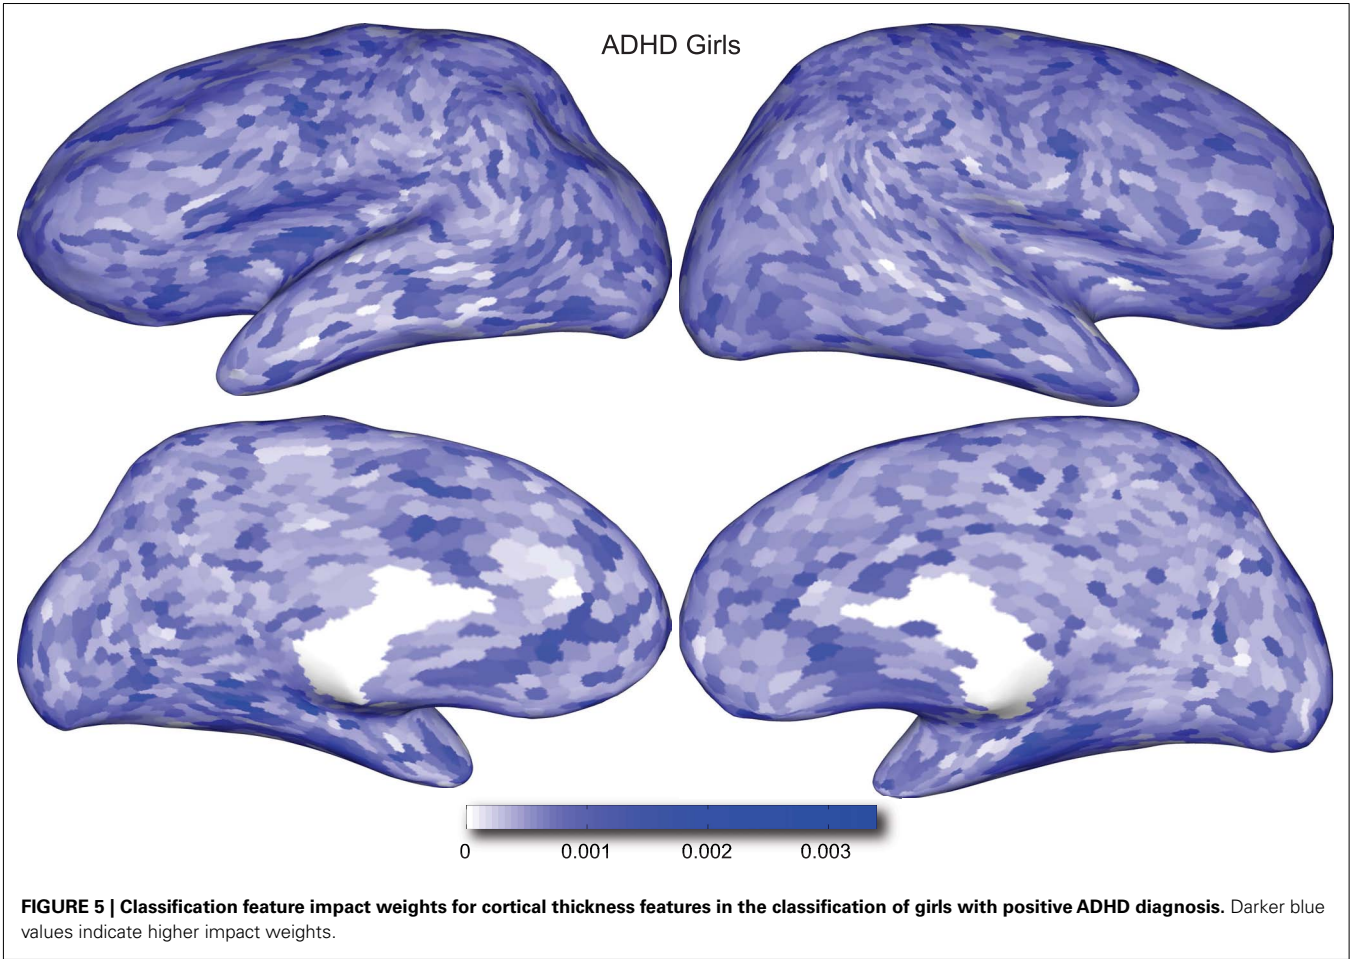 ADHD Girls
0 0.001 0.002 0.003
FIGURE 5 | Classification feature impact weights for cortical thickness features in the classification of girls with positive ADHD diagnosis. Darker blue
values indicate higher impact weights.